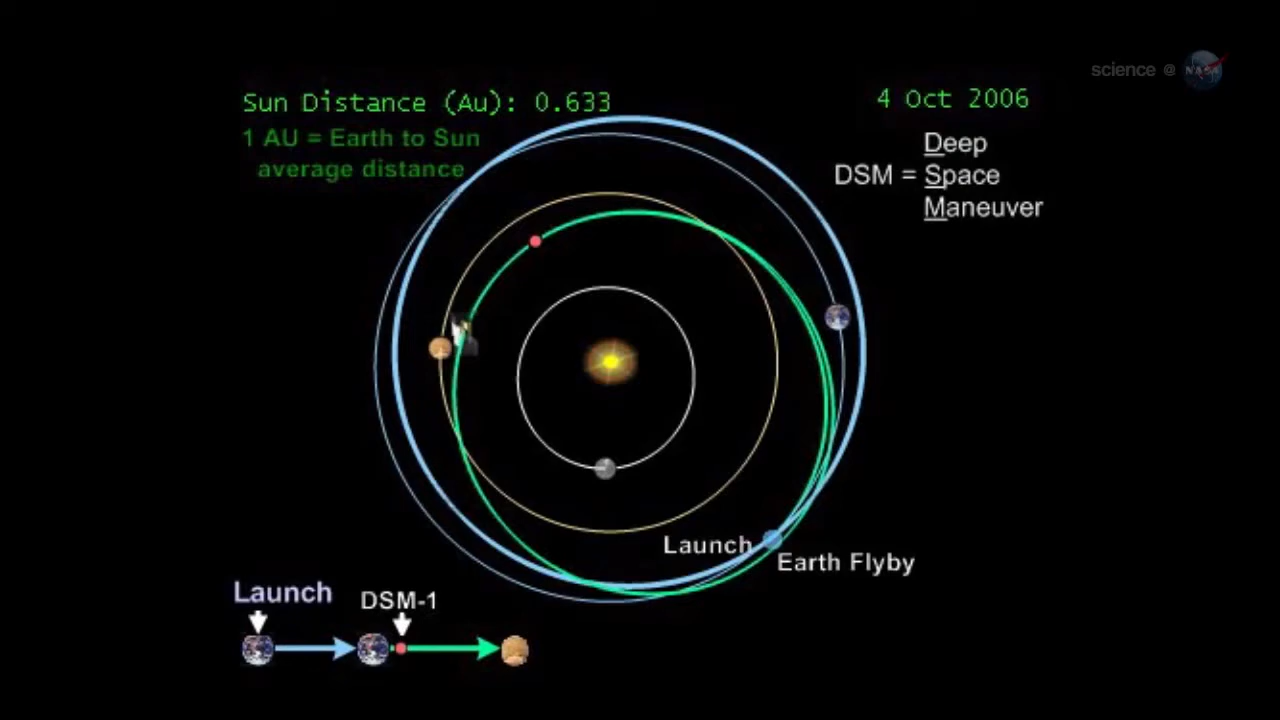 science @ NASA
Sun Distance (Au): 0.633
4 Oct 2006
1 AU = Earth to Sun
average distance
Deep
DSM = Space
Maneuver
Launch
Earth Flyby
Launch
DSM-1